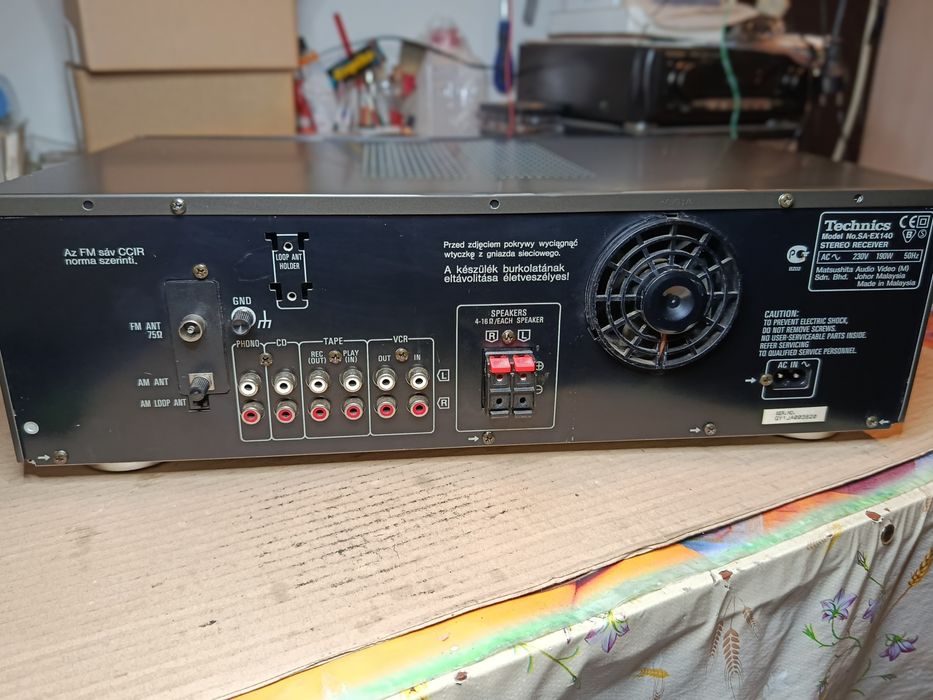 Az FM sáv CCIR
norma szerinti.
LOOP ANT
HOLDER
GND
FM ANT
75Ω
AM ANT
AM LOOP ANT
PHONO
CD
TAPE
REC
(OUT)
PLAY
(IN)
VCR
OUT
IN
L
R
Przed zdjęciem pokrywy wyciągnąć
wtyczkę z gniazda sieciowego.
A készülék burkolatának
eltávolítása életveszélyes!
SPEAKERS
4-16Ω/EACH SPEAKER
R
L
+
−
Technics
Model No.SA-EX140
STEREO RECEIVER
CE
B
AC ∿ 230V 190W 50Hz
Matsushita Audio Video (M)
Sdn. Bhd. Johor Malaysia
Made in Malaysia
CAUTION:
TO PREVENT ELECTRIC SHOCK,
DO NOT REMOVE SCREWS.
NO USER-SERVICEABLE PARTS INSIDE.
REFER SERVICING
TO QUALIFIED SERVICE PERSONNEL.
AC IN ∿
SERIAL NO.